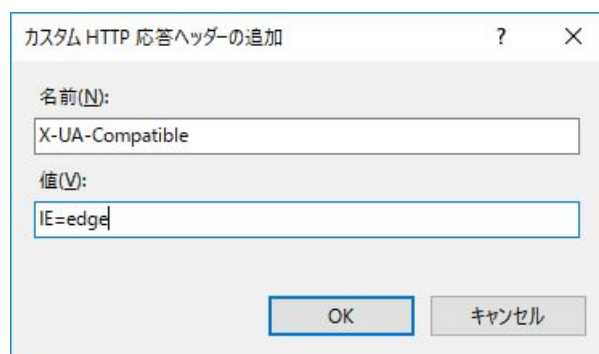 カスタム HTTP 応答ヘッダーの追加 ? ×
名前(N):
X-UA-Compatible
値(V):
IE=edge
OK キャンセル